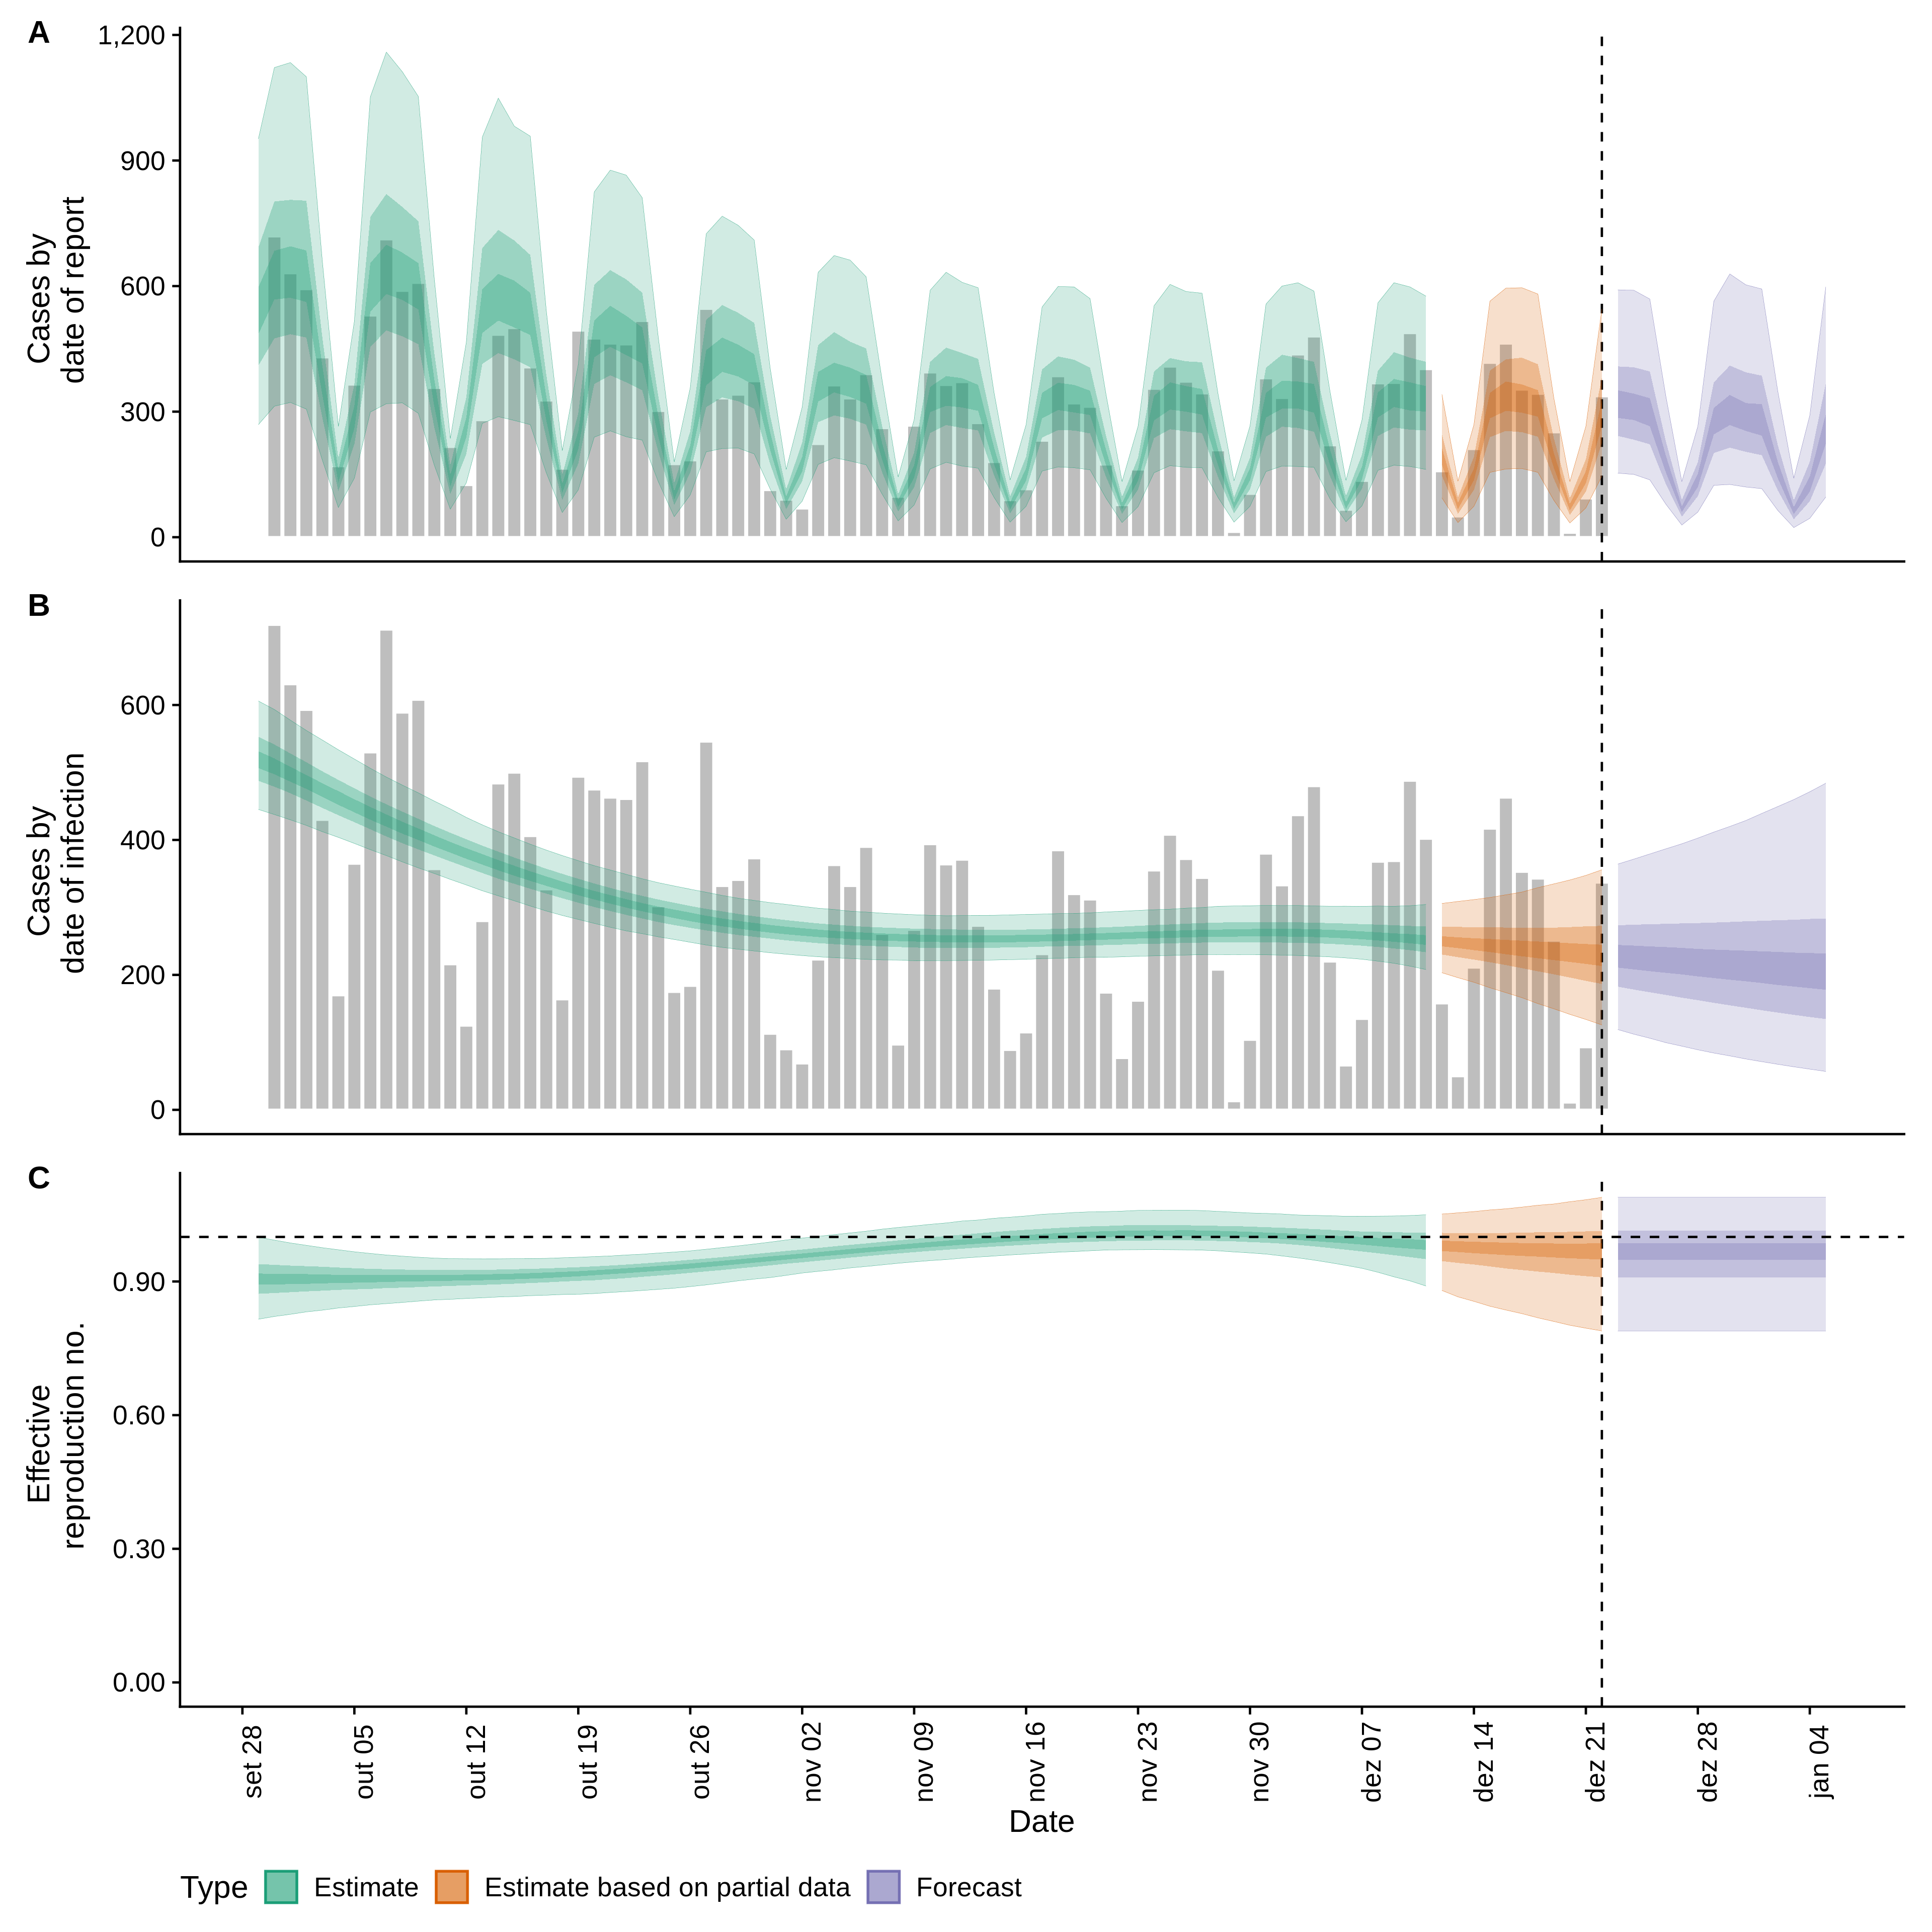 A
1,200
900
600
300
0
Cases by
date of report
B
600
400
200
0
Cases by
date of infection
C
0.90
0.60
0.30
0.00
Effective
reproduction no.
set 28
out 05
out 12
out 19
out 26
nov 02
nov 09
nov 16
nov 23
nov 30
dez 07
dez 14
dez 21
dez 28
jan 04
Date
Type
Estimate
Estimate based on partial data
Forecast